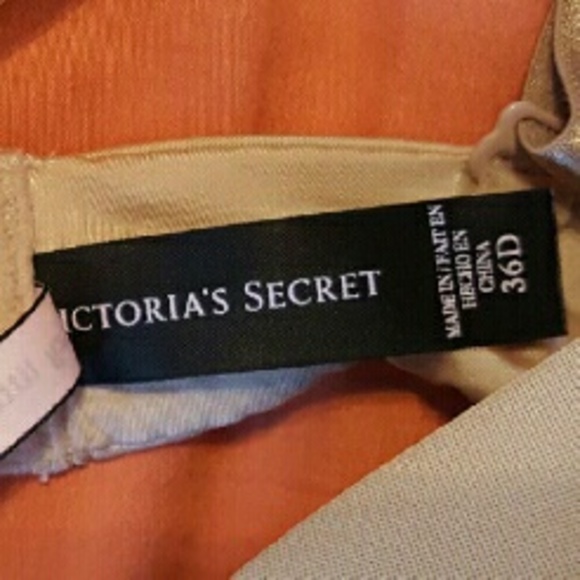 ICTORIA'S SECRET
MADE IN / FAIT EN
HECHO EN
CHINA
36D